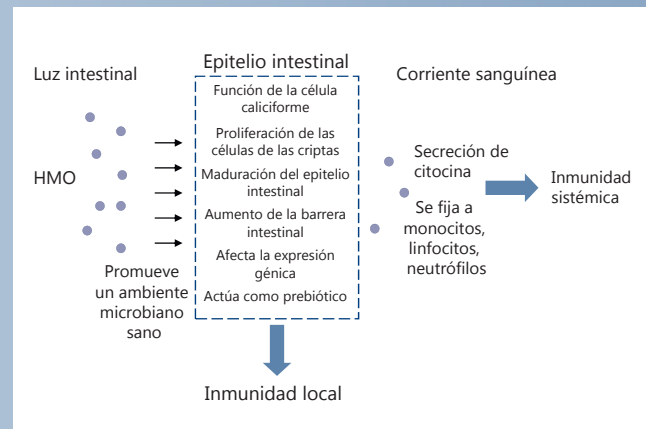 Luz intestinal
HMO
Promueve
un ambiente
microbiano
sano
Epitelio intestinal
Función de la célula
caliciforme
Proliferación de las
células de las criptas
Maduración del epitelio
intestinal
Aumento de la barrera
intestinal
Afecta la expresión
génica
Actúa como prebiótico
Inmunidad local
Corriente sanguínea
Secreción de
citocina
Se fija a
monocitos,
linfocitos,
neutrófilos
Inmunidad
sistémica